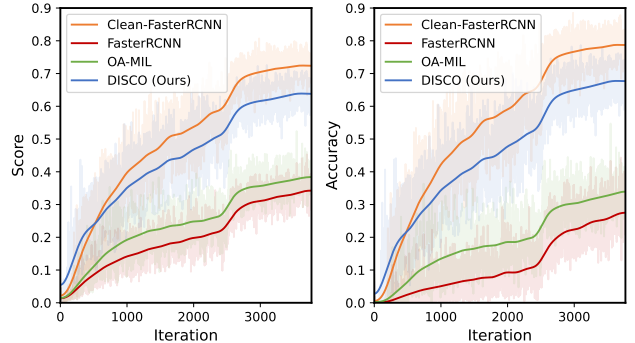 0.9
0.8
0.7
0.6
0.5
0.4
0.3
0.2
0.1
0.0
Score
Clean-FasterRCNN
FasterRCNN
OA-MIL
DISCO (Ours)
0 1000 2000 3000
Iteration
0.9
0.8
0.7
0.6
0.5
0.4
0.3
0.2
0.1
0.0
Accuracy
Clean-FasterRCNN
FasterRCNN
OA-MIL
DISCO (Ours)
0 1000 2000 3000
Iteration